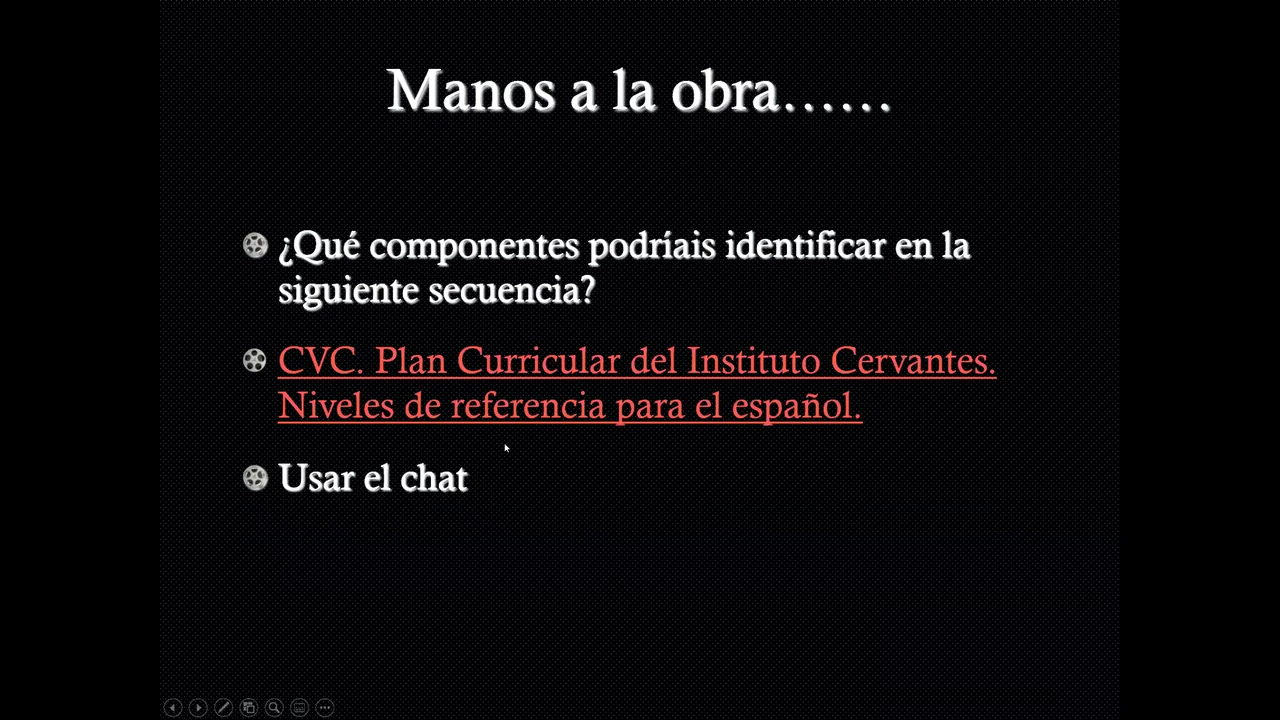 Manos a la obra……
¿Qué componentes podríais identificar en la
siguiente secuencia?
CVC. Plan Curricular del Instituto Cervantes.
Niveles de referencia para el español.
Usar el chat